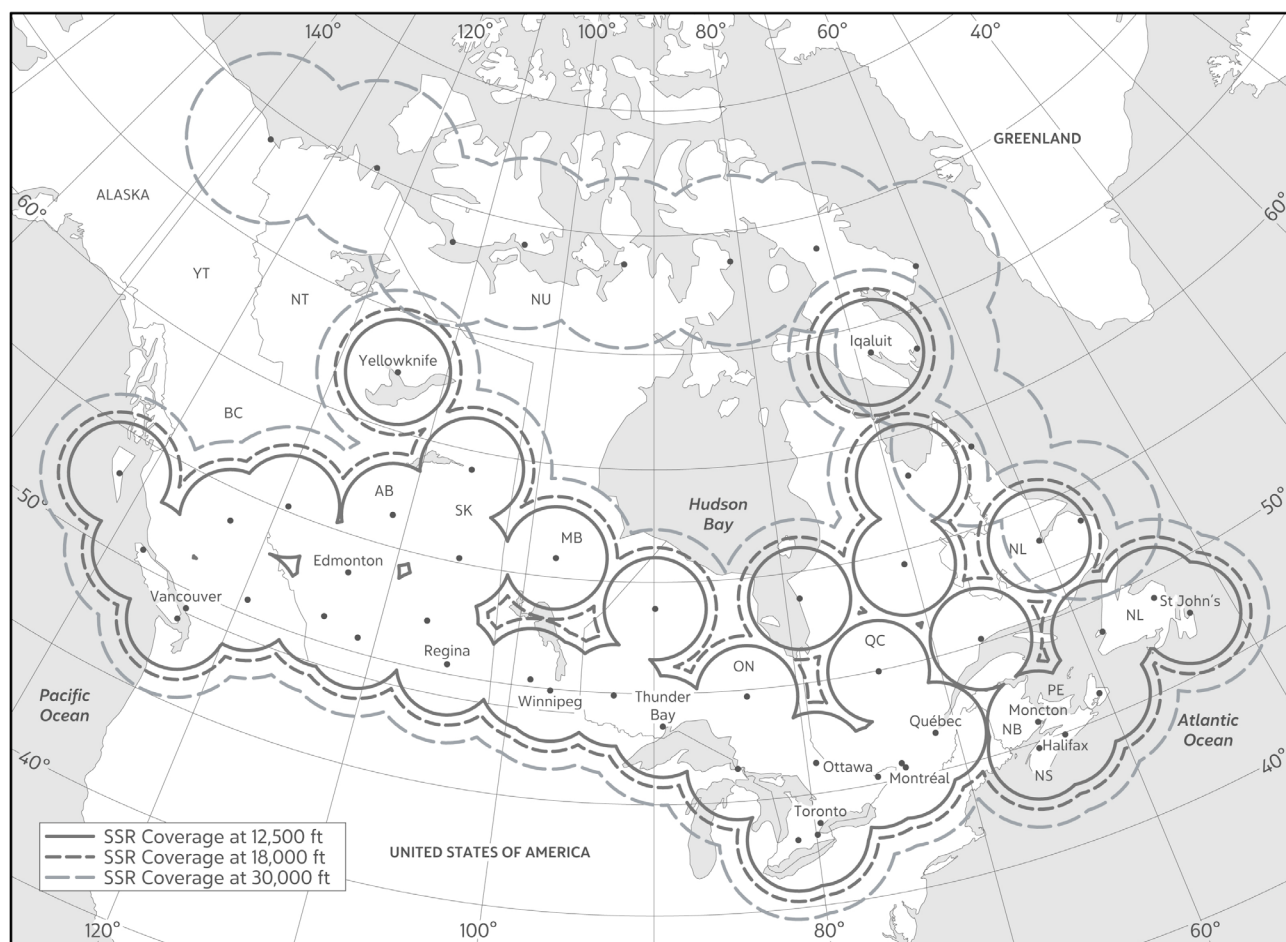 140°
120°
100°
80°
60°
40°
GREENLAND
ALASKA
60°
60°
YT
NT
NU
Iqaluit
Yellowknife
BC
50°
50°
AB
SK
Hudson
Bay
MB
NL
Edmonton
Vancouver
NL
St John's
Regina
QC
ON
Pacific
Ocean
Winnipeg
Thunder
Bay
PE
Moncton
NB
Québec
Halifax
Atlantic
Ocean
40°
40°
Ottawa
Montréal
NS
Toronto
SSR Coverage at 12,500 ft
SSR Coverage at 18,000 ft
SSR Coverage at 30,000 ft
UNITED STATES OF AMERICA
120°
100°
80°
60°